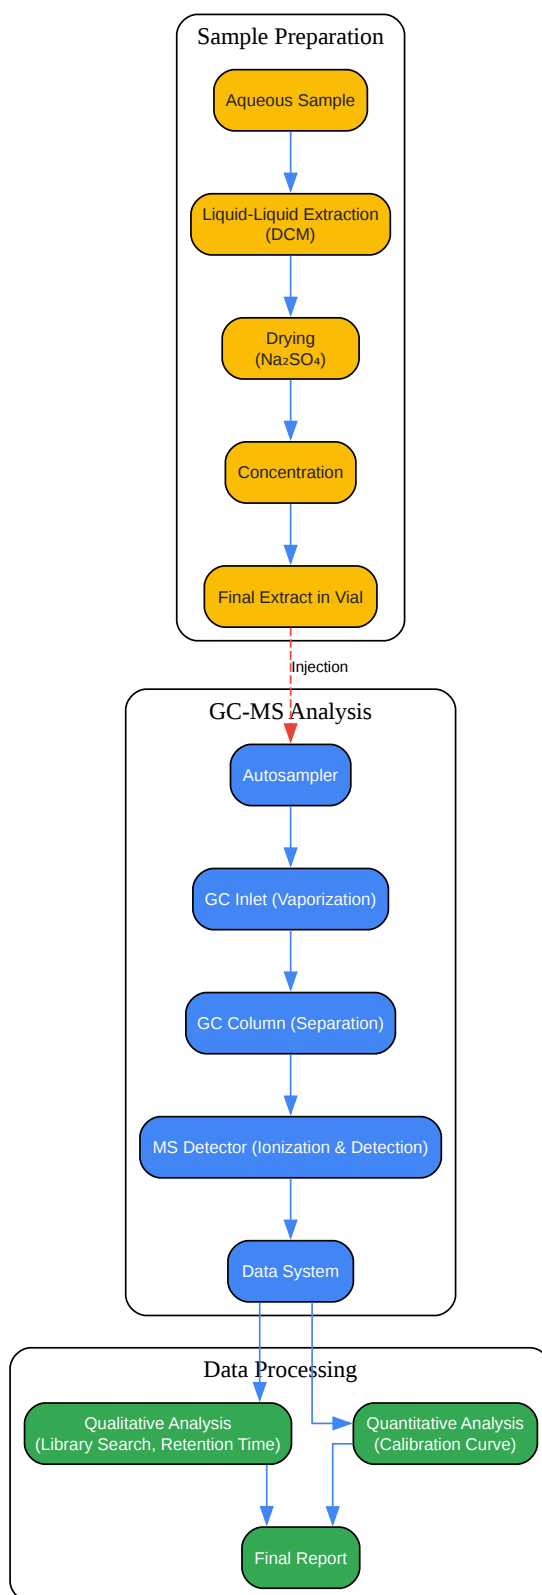 Sample Preparation
Aqueous Sample
Liquid-Liquid Extraction
(DCM)
Drying
(Na₂SO₄)
Concentration
Final Extract in Vial
Injection
GC-MS Analysis
Autosampler
GC Inlet (Vaporization)
GC Column (Separation)
MS Detector (Ionization & Detection)
Data System
Data Processing
Qualitative Analysis
(Library Search, Retention Time)
Quantitative Analysis
(Calibration Curve)
Final Report